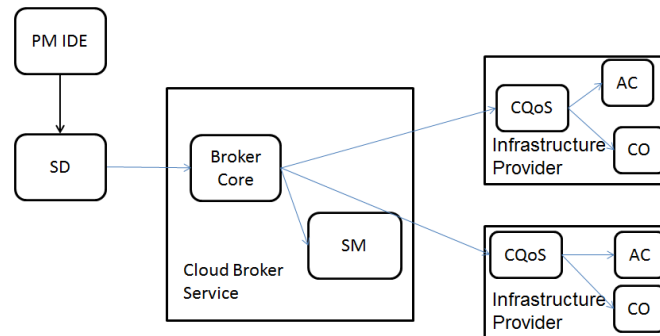 PM IDE
SD
Broker
Core
SM
Cloud Broker
Service
CQoS
AC
CO
Infrastructure
Provider
CQoS
AC
CO
Infrastructure
Provider